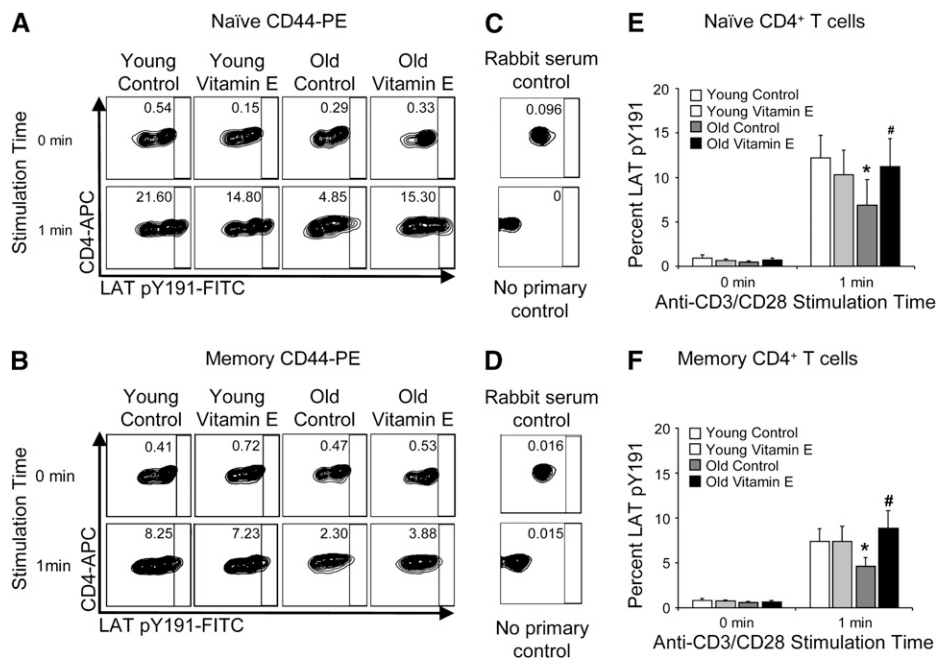 A
Naïve CD44-PE
Young Control
Young Vitamin E
Old Control
Old Vitamin E
Stimulation Time
0 min
0.54
0.15
0.29
0.33
1 min
21.60
14.80
4.85
15.30
CD4-APC
LAT pY191-FITC
C
Rabbit serum
control
0.096
0
No primary
control
E
Naïve CD4+ T cells
Young Control
Young Vitamin E
Old Control
Old Vitamin E
Percent LAT pY191
20
15
10
5
0
*
#
0 min
1 min
Anti-CD3/CD28 Stimulation Time
B
Memory CD44-PE
Young Control
Young Vitamin E
Old Control
Old Vitamin E
Stimulation Time
0 min
0.41
0.72
0.47
0.53
1min
8.25
7.23
2.30
3.88
CD4-APC
LAT pY191-FITC
D
Rabbit serum
control
0.016
0.015
No primary
control
F
Memory CD4+ T cells
Young Control
Young Vitamin E
Old Control
Old Vitamin E
Percent LAT pY191
20
15
10
5
0
*
#
0 min
1 min
Anti-CD3/CD28 Stimulation Time